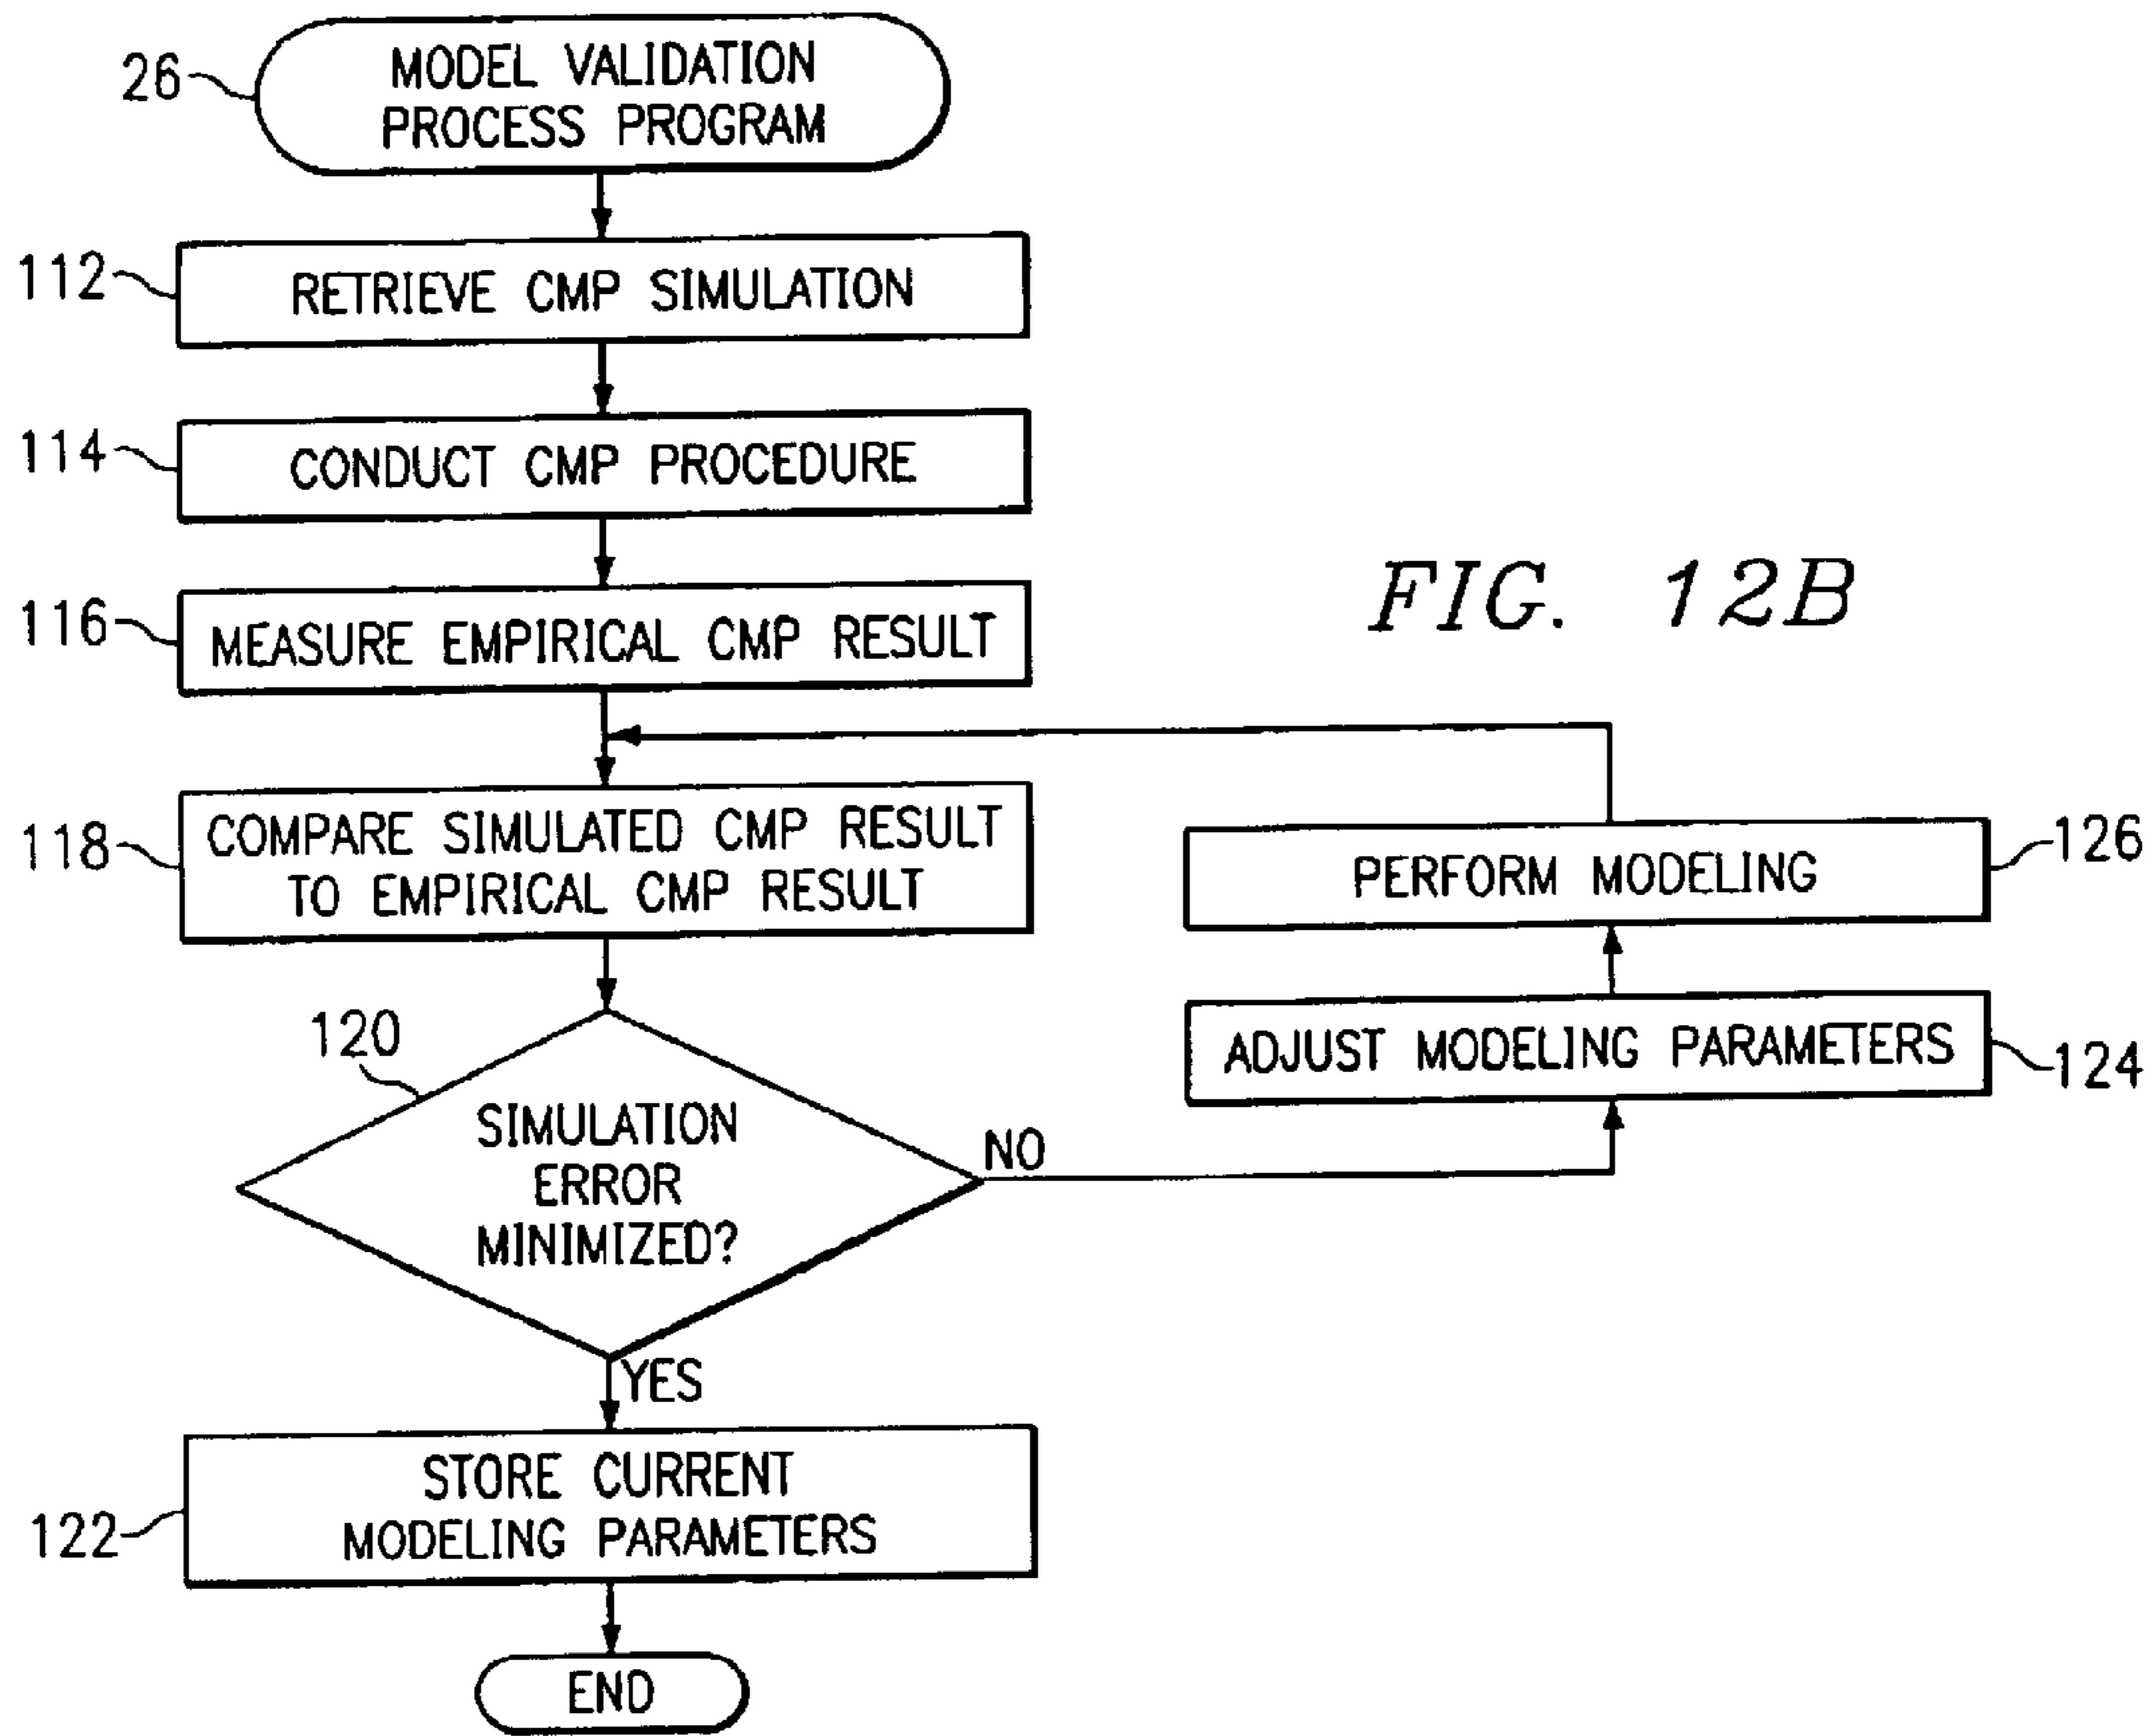 26
MODEL VALIDATION
PROCESS PROGRAM
112
RETRIEVE CMP SIMULATION
114
CONDUCT CMP PROCEDURE
116
MEASURE EMPIRICAL CMP RESULT
FIG. 12B
118
COMPARE SIMULATED CMP RESULT
TO EMPIRICAL CMP RESULT
PERFORM MODELING
126
ADJUST MODELING PARAMETERS
124
120
SIMULATION
ERROR
MINIMIZED?
NO
YES
122
STORE CURRENT
MODELING PARAMETERS
END